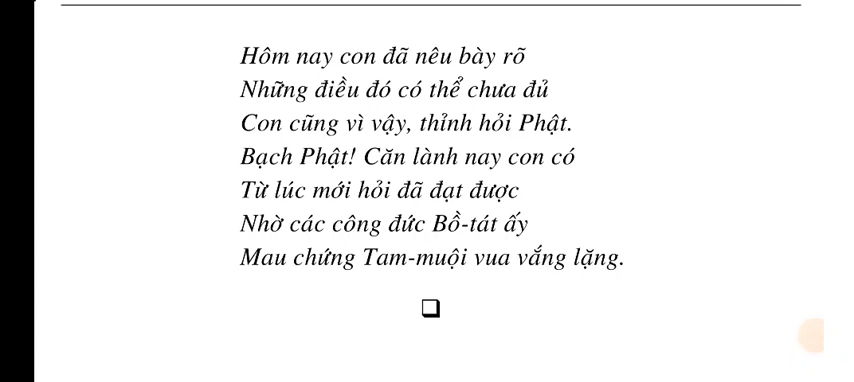 Hôm nay con đã nêu bày rõ
Những điều đó có thể chưa đủ
Con cũng vì vậy, thỉnh hỏi Phật.
Bạch Phật! Căn lành nay con có
Từ lúc mới hỏi đã đạt được
Nhờ các công đức Bồ-tát ấy
Mau chứng Tam-muội vua vắng lặng.